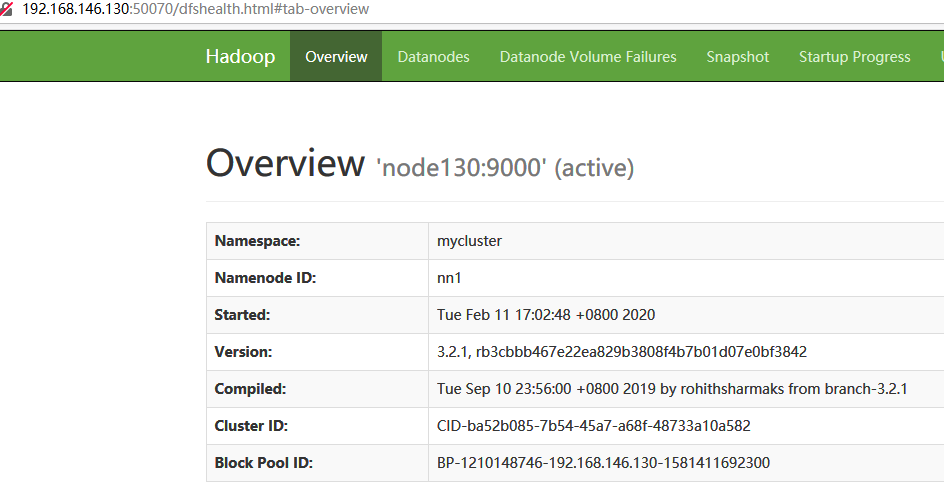 192.168.146.130:50070/dfshealth.html#tab-overview
Hadoop Overview Datanodes Datanode Volume Failures Snapshot Startup Progress
Overview 'node130:9000' (active)
Namespace: mycluster
Namenode ID: nn1
Started: Tue Feb 11 17:02:48 +0800 2020
Version: 3.2.1, rb3cbbb467e22ea829b3808f4b7b01d07e0bf3842
Compiled: Tue Sep 10 23:56:00 +0800 2019 by rohithsharmaks from branch-3.2.1
Cluster ID: CID-ba52b085-7b54-45a7-a68f-48733a10a582
Block Pool ID: BP-1210148746-192.168.146.130-1581411692300